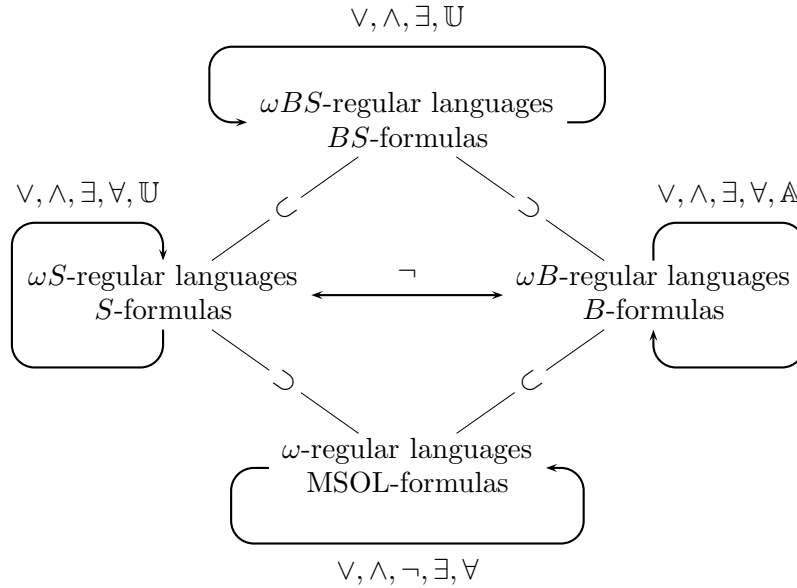 ∨, ∧, ∃, 𝕌
ωBS-regular languages
BS-formulas
⊂ ⊃
∨, ∧, ∃, ∀, 𝕌
∨, ∧, ∃, ∀, 𝔸
ωS-regular languages
S-formulas
¬
ωB-regular languages
B-formulas
⊃ ⊂
ω-regular languages
MSOL-formulas
∨, ∧, ¬, ∃, ∀